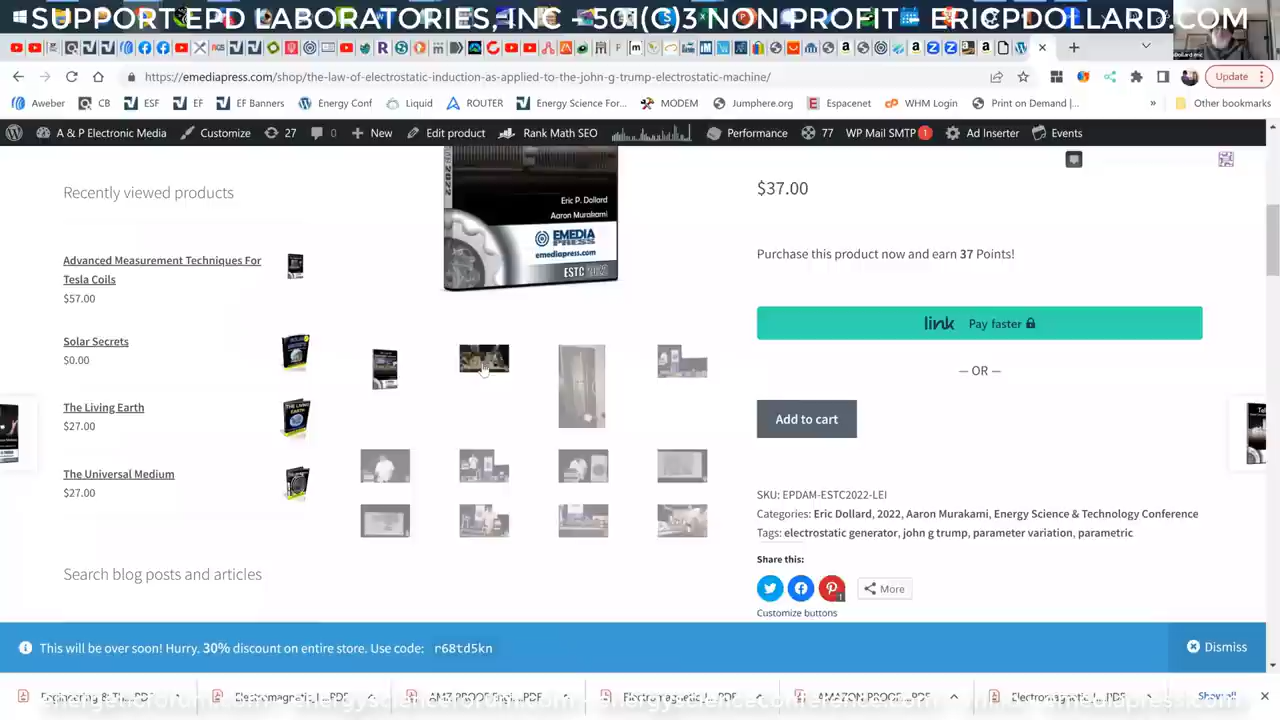 SUPPORT EPD LABORATORIES, INC - 501(C)3 NON PROFIT - ERICPDOLLARD.COM
https://emediapress.com/shop/the-law-of-electrostatic-induction-as-applied-to-the-john-g-trump-electrostatic-machine/
Update
Aweber CB ESF EF EF Banners Energy Conf Liquid ROUTER Energy Science For... MODEM Jumphere.org Espacenet WHM Login Print on Demand |... » Other bookmarks
A & P Electronic Media Customize 27 0 New Edit product Rank Math SEO Performance 77 WP Mail SMTP 1 Ad Inserter Events
Recently viewed products
Advanced Measurement Techniques For
Tesla Coils
$57.00
Solar Secrets
$0.00
The Living Earth
$27.00
The Universal Medium
$27.00
Search blog posts and articles
2022
Eric P. Dollard
Aaron Murakami
EMEDIA
PRESS
emediapress.com
ESTC 2022
$37.00
Purchase this product now and earn 37 Points!
link Pay faster
— OR —
Add to cart
SKU: EPDAM-ESTC2022-LEI
Categories: Eric Dollard, 2022, Aaron Murakami, Energy Science & Technology Conference
Tags: electrostatic generator, john g trump, parameter variation, parametric
Share this:
More
Customize buttons
This will be over soon! Hurry. 30% discount on entire store. Use code: r68td5kn
Dismiss
Show all